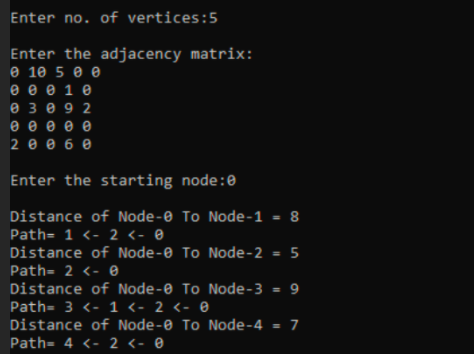 Enter no. of vertices:5
Enter the adjacency matrix:
0 10 5 0 0
0 0 0 1 0
0 3 0 9 2
0 0 0 0 0
2 0 0 6 0
Enter the starting node:0
Distance of Node-0 To Node-1 = 8
Path= 1 <- 2 <- 0
Distance of Node-0 To Node-2 = 5
Path= 2 <- 0
Distance of Node-0 To Node-3 = 9
Path= 3 <- 1 <- 2 <- 0
Distance of Node-0 To Node-4 = 7
Path= 4 <- 2 <- 0